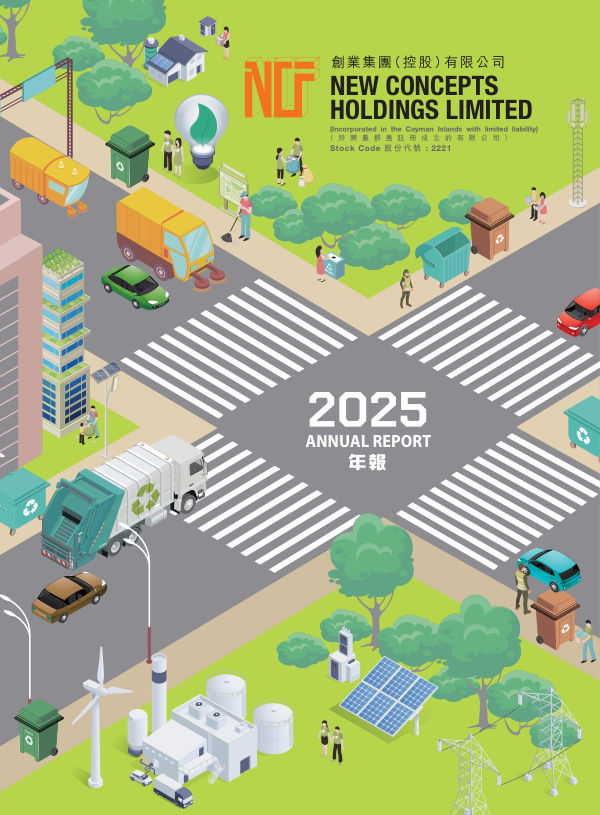 NCF
創業集團(控股)有限公司
NEW CONCEPTS
HOLDINGS LIMITED
(Incorporated in the Cayman Islands with limited liability)
(於開曼群島註冊成立的有限公司)
Stock Code 股份代號 : 2221
2025
ANNUAL REPORT
年報